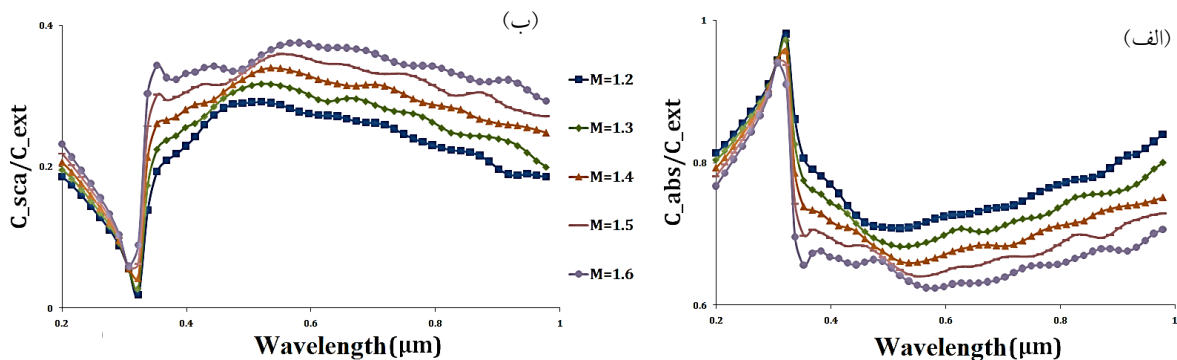 (ب)
0.4
0.2
0
C_sca/C_ext
0.2
0.4
0.6
0.8
1
Wavelength(μm)
M=1.2
M=1.3
M=1.4
M=1.5
M=1.6
(الف)
1
0.8
0.6
C_abs/C_ext
0.2
0.4
0.6
0.8
1
Wavelength(μm)